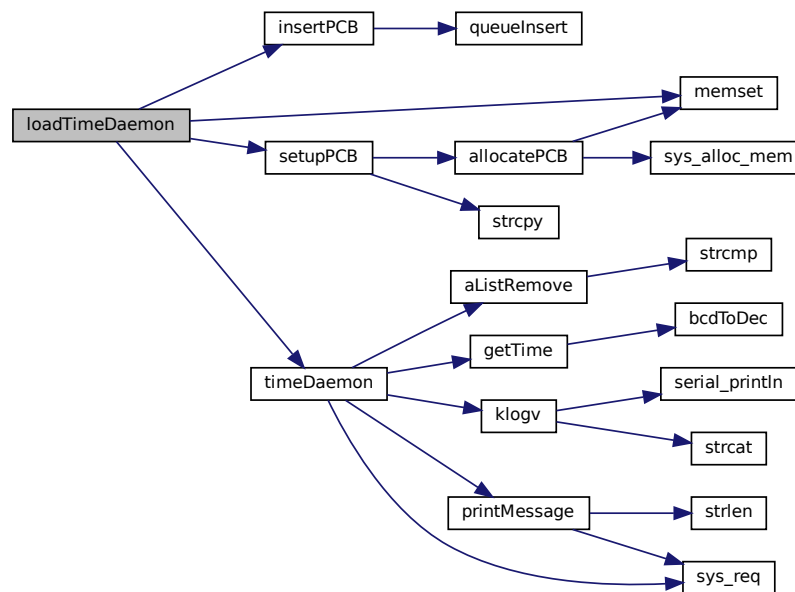 insertPCB
queueInsert
memset
loadTimeDaemon
setupPCB
allocatePCB
sys_alloc_mem
strcpy
strcmp
aListRemove
bcdToDec
getTime
timeDaemon
serial_println
klogv
strcat
printMessage
strlen
sys_req